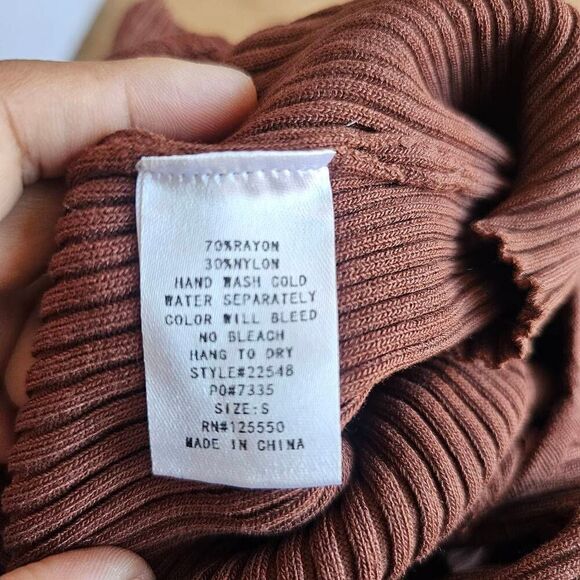 70%RAYON
30%NYLON
HAND WASH COLD
WATER SEPARATELY
COLOR WILL BLEED
NO BLEACH
HANG TO DRY
STYLE#22548
PO#7335
SIZE:S
RN#125550
MADE IN CHINA